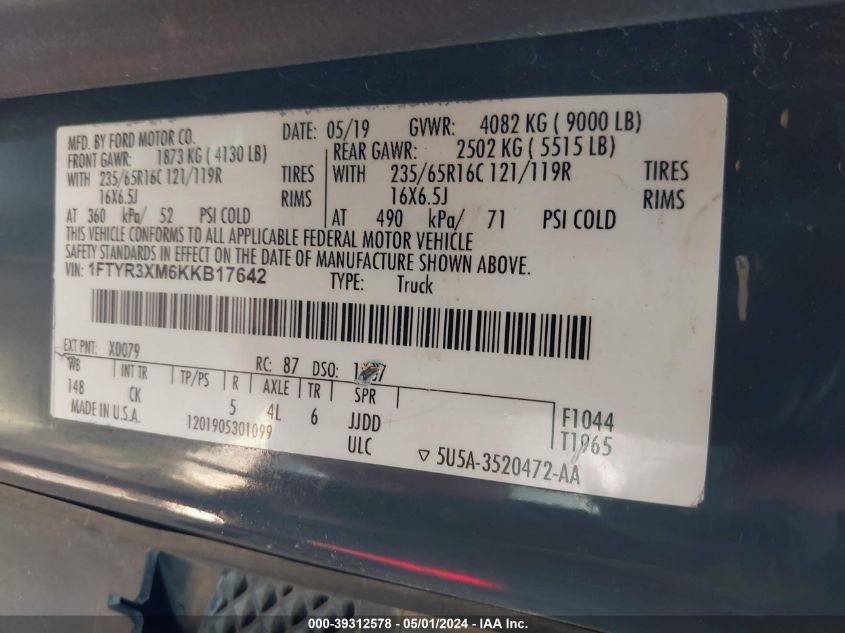 MFD. BY FORD MOTOR CO. DATE: 05/19 GVWR: 4082 KG ( 9000 LB)
FRONT GAWR: 1873 KG ( 4130 LB) REAR GAWR: 2502 KG ( 5515 LB)
WITH 235/65R16C 121/119R TIRES WITH 235/65R16C 121/119R TIRES
16X6.5J RIMS 16X6.5J RIMS
AT 360 kPa/ 52 PSI COLD AT 490 kPa/ 71 PSI COLD
THIS VEHICLE CONFORMS TO ALL APPLICABLE FEDERAL MOTOR VEHICLE
SAFETY STANDARDS IN EFFECT ON THE DATE OF MANUFACTURE SHOWN ABOVE.
VIN: 1FTYR3XM6KKB17642 TYPE: Truck
EXT PNT: X0079 RC: 87 DSO:
WB INT TR TP/PS R AXLE TR SPR
148 CK 5 4L 6 JJDD F1044
MADE IN U.S.A. 1201905301099 ULC T1965
5U5A-3520472-AA
000-39312578 - 05/01/2024 - IAA Inc.